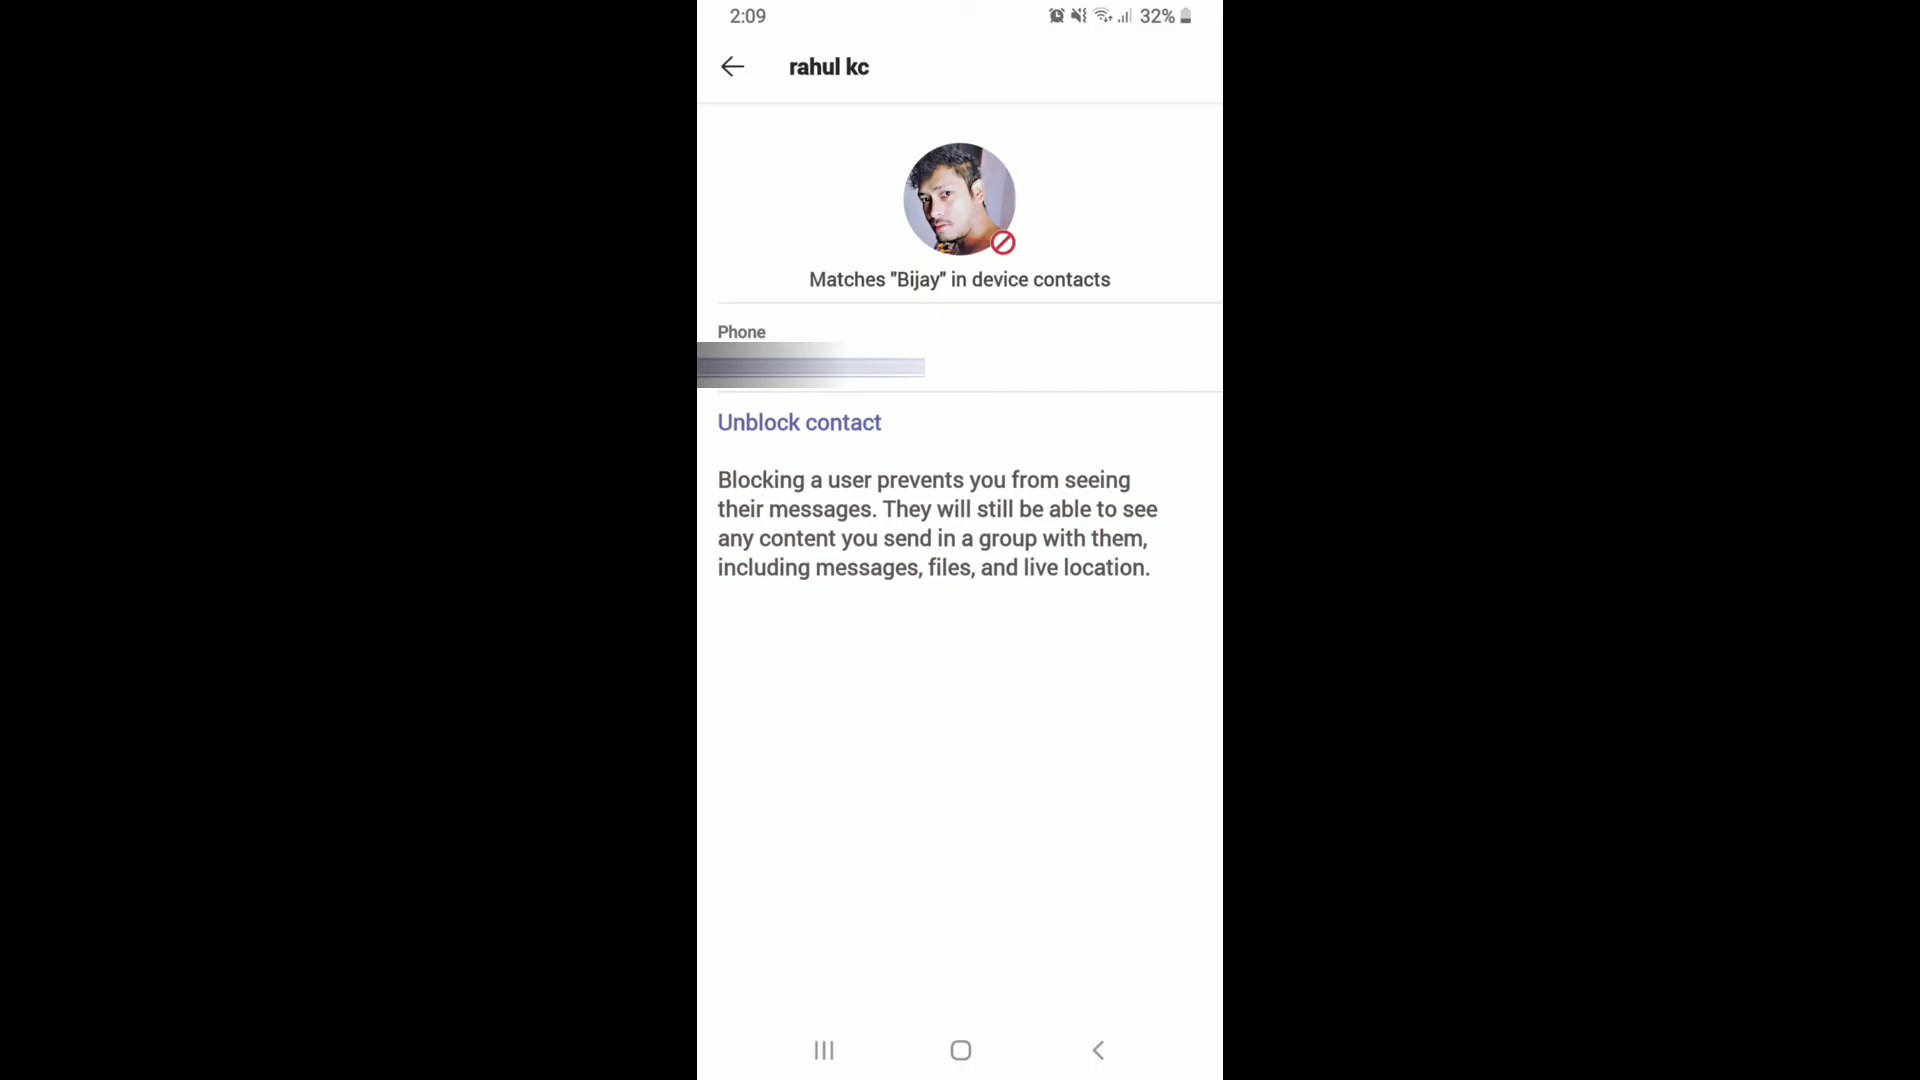 2:09
32%
rahul kc
Matches "Bijay" in device contacts
Phone
Unblock contact
Blocking a user prevents you from seeing
their messages. They will still be able to see
any content you send in a group with them,
including messages, files, and live location.